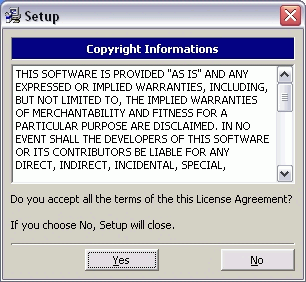 Setup
Copyright Informations
THIS SOFTWARE IS PROVIDED "AS IS" AND ANY
EXPRESSED OR IMPLIED WARRANTIES, INCLUDING,
BUT NOT LIMITED TO, THE IMPLIED WARRANTIES
OF MERCHANTABILITY AND FITNESS FOR A
PARTICULAR PURPOSE ARE DISCLAIMED. IN NO
EVENT SHALL THE DEVELOPERS OF THIS SOFTWARE
OR ITS CONTRIBUTORS BE LIABLE FOR ANY
DIRECT, INDIRECT, INCIDENTAL, SPECIAL,
Do you accept all the terms of the this License Agreement?
If you choose No, Setup will close.
Yes
No